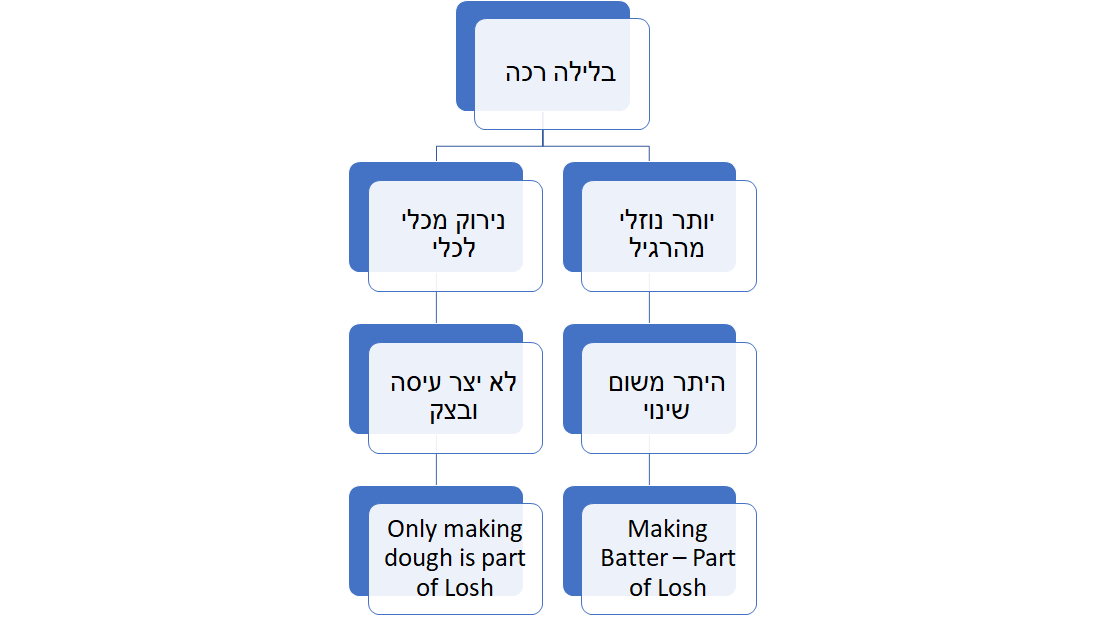 בלילה רכה
נירוק מכלי
לכלי
יותר נוזלי
מהרגיל
לא יצר עיסה
ובצק
היתר משום
שינוי
Only making
dough is part
of Losh
Making
Batter – Part
of Losh